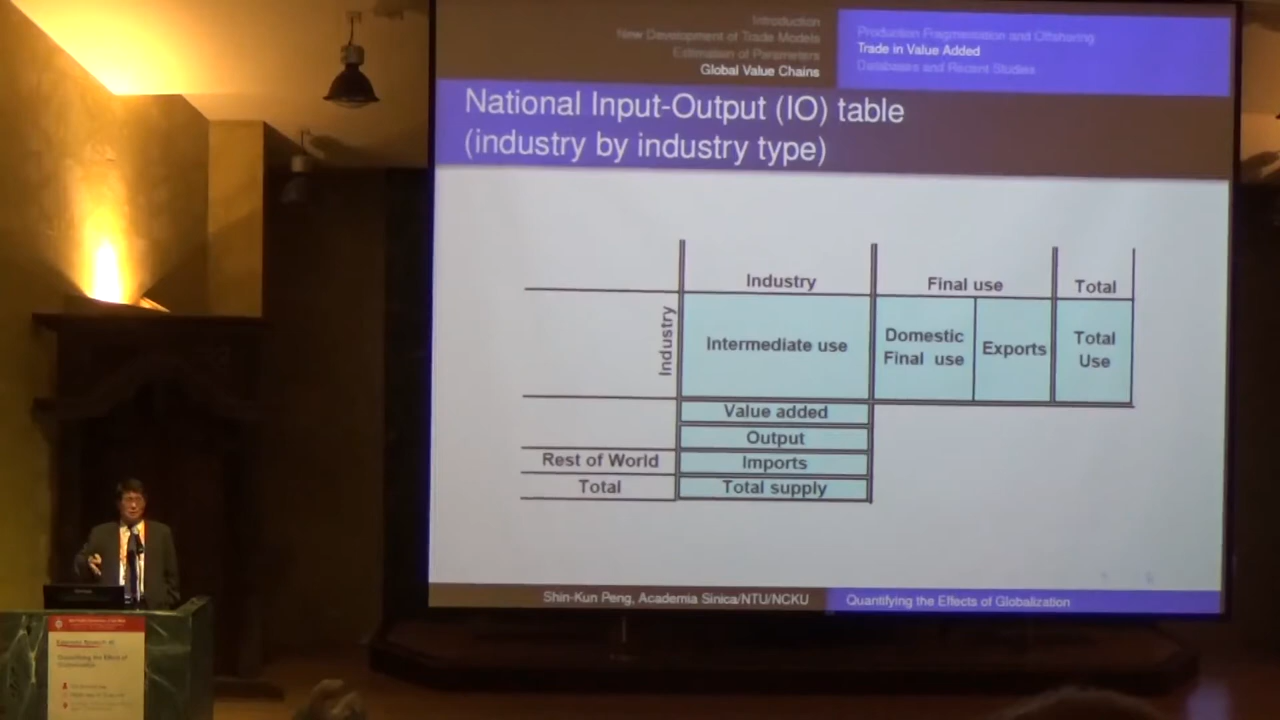 Introduction
New Development of Trade Models
Estimation of Parameters
Global Value Chains
Production Fragmentation and Offshoring
Trade in Value Added
Databases and Recent Studies
National Input-Output (IO) table
(industry by industry type)
Industry
Final use
Total
Industry
Intermediate use
Domestic
Final use
Exports
Total
Use
Value added
Output
Rest of World
Imports
Total
Total supply
Shin-Kun Peng, Academia Sinica/NTU/NCKU
Quantifying the Effects of Globalization